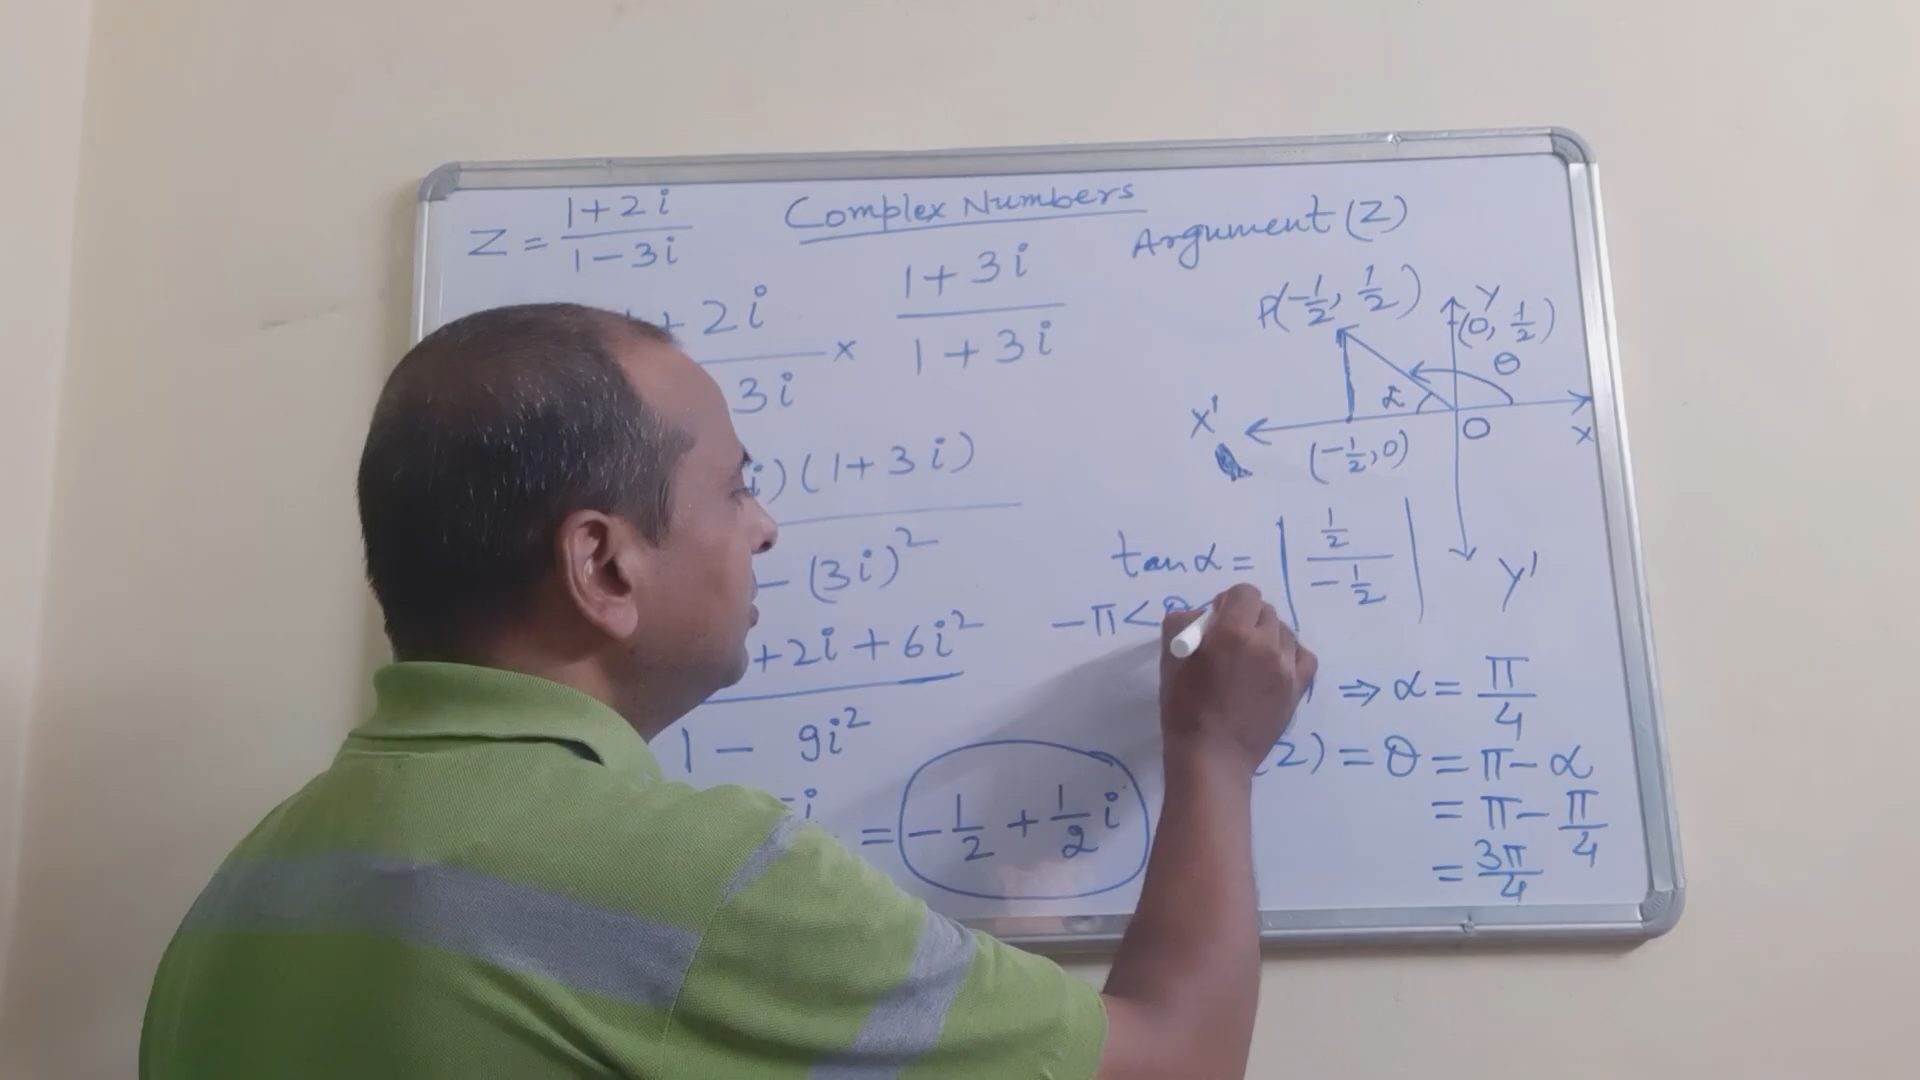 Complex Numbers
Z = (1+2i)/(1-3i)
+ 2i / 3i × (1+3i)/(1+3i)
i)(1+3i)
- (3i)²
+2i+6i²
1 - 9i²
i = -1/2 + 1/2 i
Argument (Z)
P(-1/2, 1/2)
Y
(0, 1/2)
θ
α
X'
O
X
(-1/2, 0)
Y'
tan α = | 1/2 / -1/2 |
-π < θ
1 ⇒ α = π/4
(Z) = θ = π - α
= π - π/4
= 3π/4